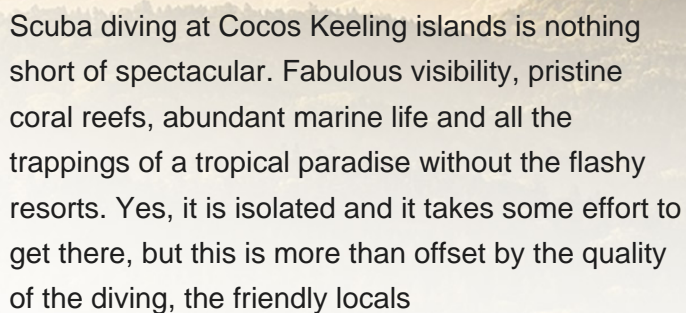 Scuba diving at Cocos Keeling islands is nothing
short of spectacular. Fabulous visibility, pristine
coral reefs, abundant marine life and all the
trappings of a tropical paradise without the flashy
resorts. Yes, it is isolated and it takes some effort to
get there, but this is more than offset by the quality
of the diving, the friendly locals